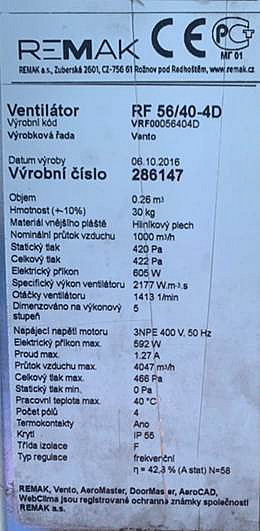 REMAK CE PCT
МГ 01
REMAK a.s., Zuberská 2601, CZ-756 61 Rožnov pod Radhoštěm, www.remak.cz
Ventilátor RF 56/40-4D
Výrobní kód VRF00056404D
Výrobková řada Vanto
Datum výroby 06.10.2016
Výrobní číslo 286147
Objem 0.26 m³
Hmotnost (+-10%) 30 kg
Materiál vnějšího pláště Hliníkový plech
Nominální průtok vzduchu 1000 m³/h
Statický tlak 420 Pa
Celkový tlak 422 Pa
Elektrický příkon 605 W
Specifický výkon ventilátoru 2177 W.m-³.s
Otáčky ventilátoru 1413 1/min
Dimenzováno na výkonový 5
stupeň
Napájecí napětí motoru 3NPE 400 V, 50 Hz
Elektrický příkon max. 592 W
Proud max. 1.27 A
Průtok vzduchu max. 4047 m³/h
Celkový tlak max. 466 Pa
Statický tlak min. 0 Pa
Pracovní teplota max. 40 °C
Počet pólů 4
Termokontakty Ano
Krytí IP 55
Třída izolace F
Typ regulace frekvenční
η = 42,3 % (A stat) N=58
REMAK, Vento, AeroMaster, DoorMaster, AeroCAD,
WebClima jsou registrované ochranné známky společnosti
REMAK a.s.